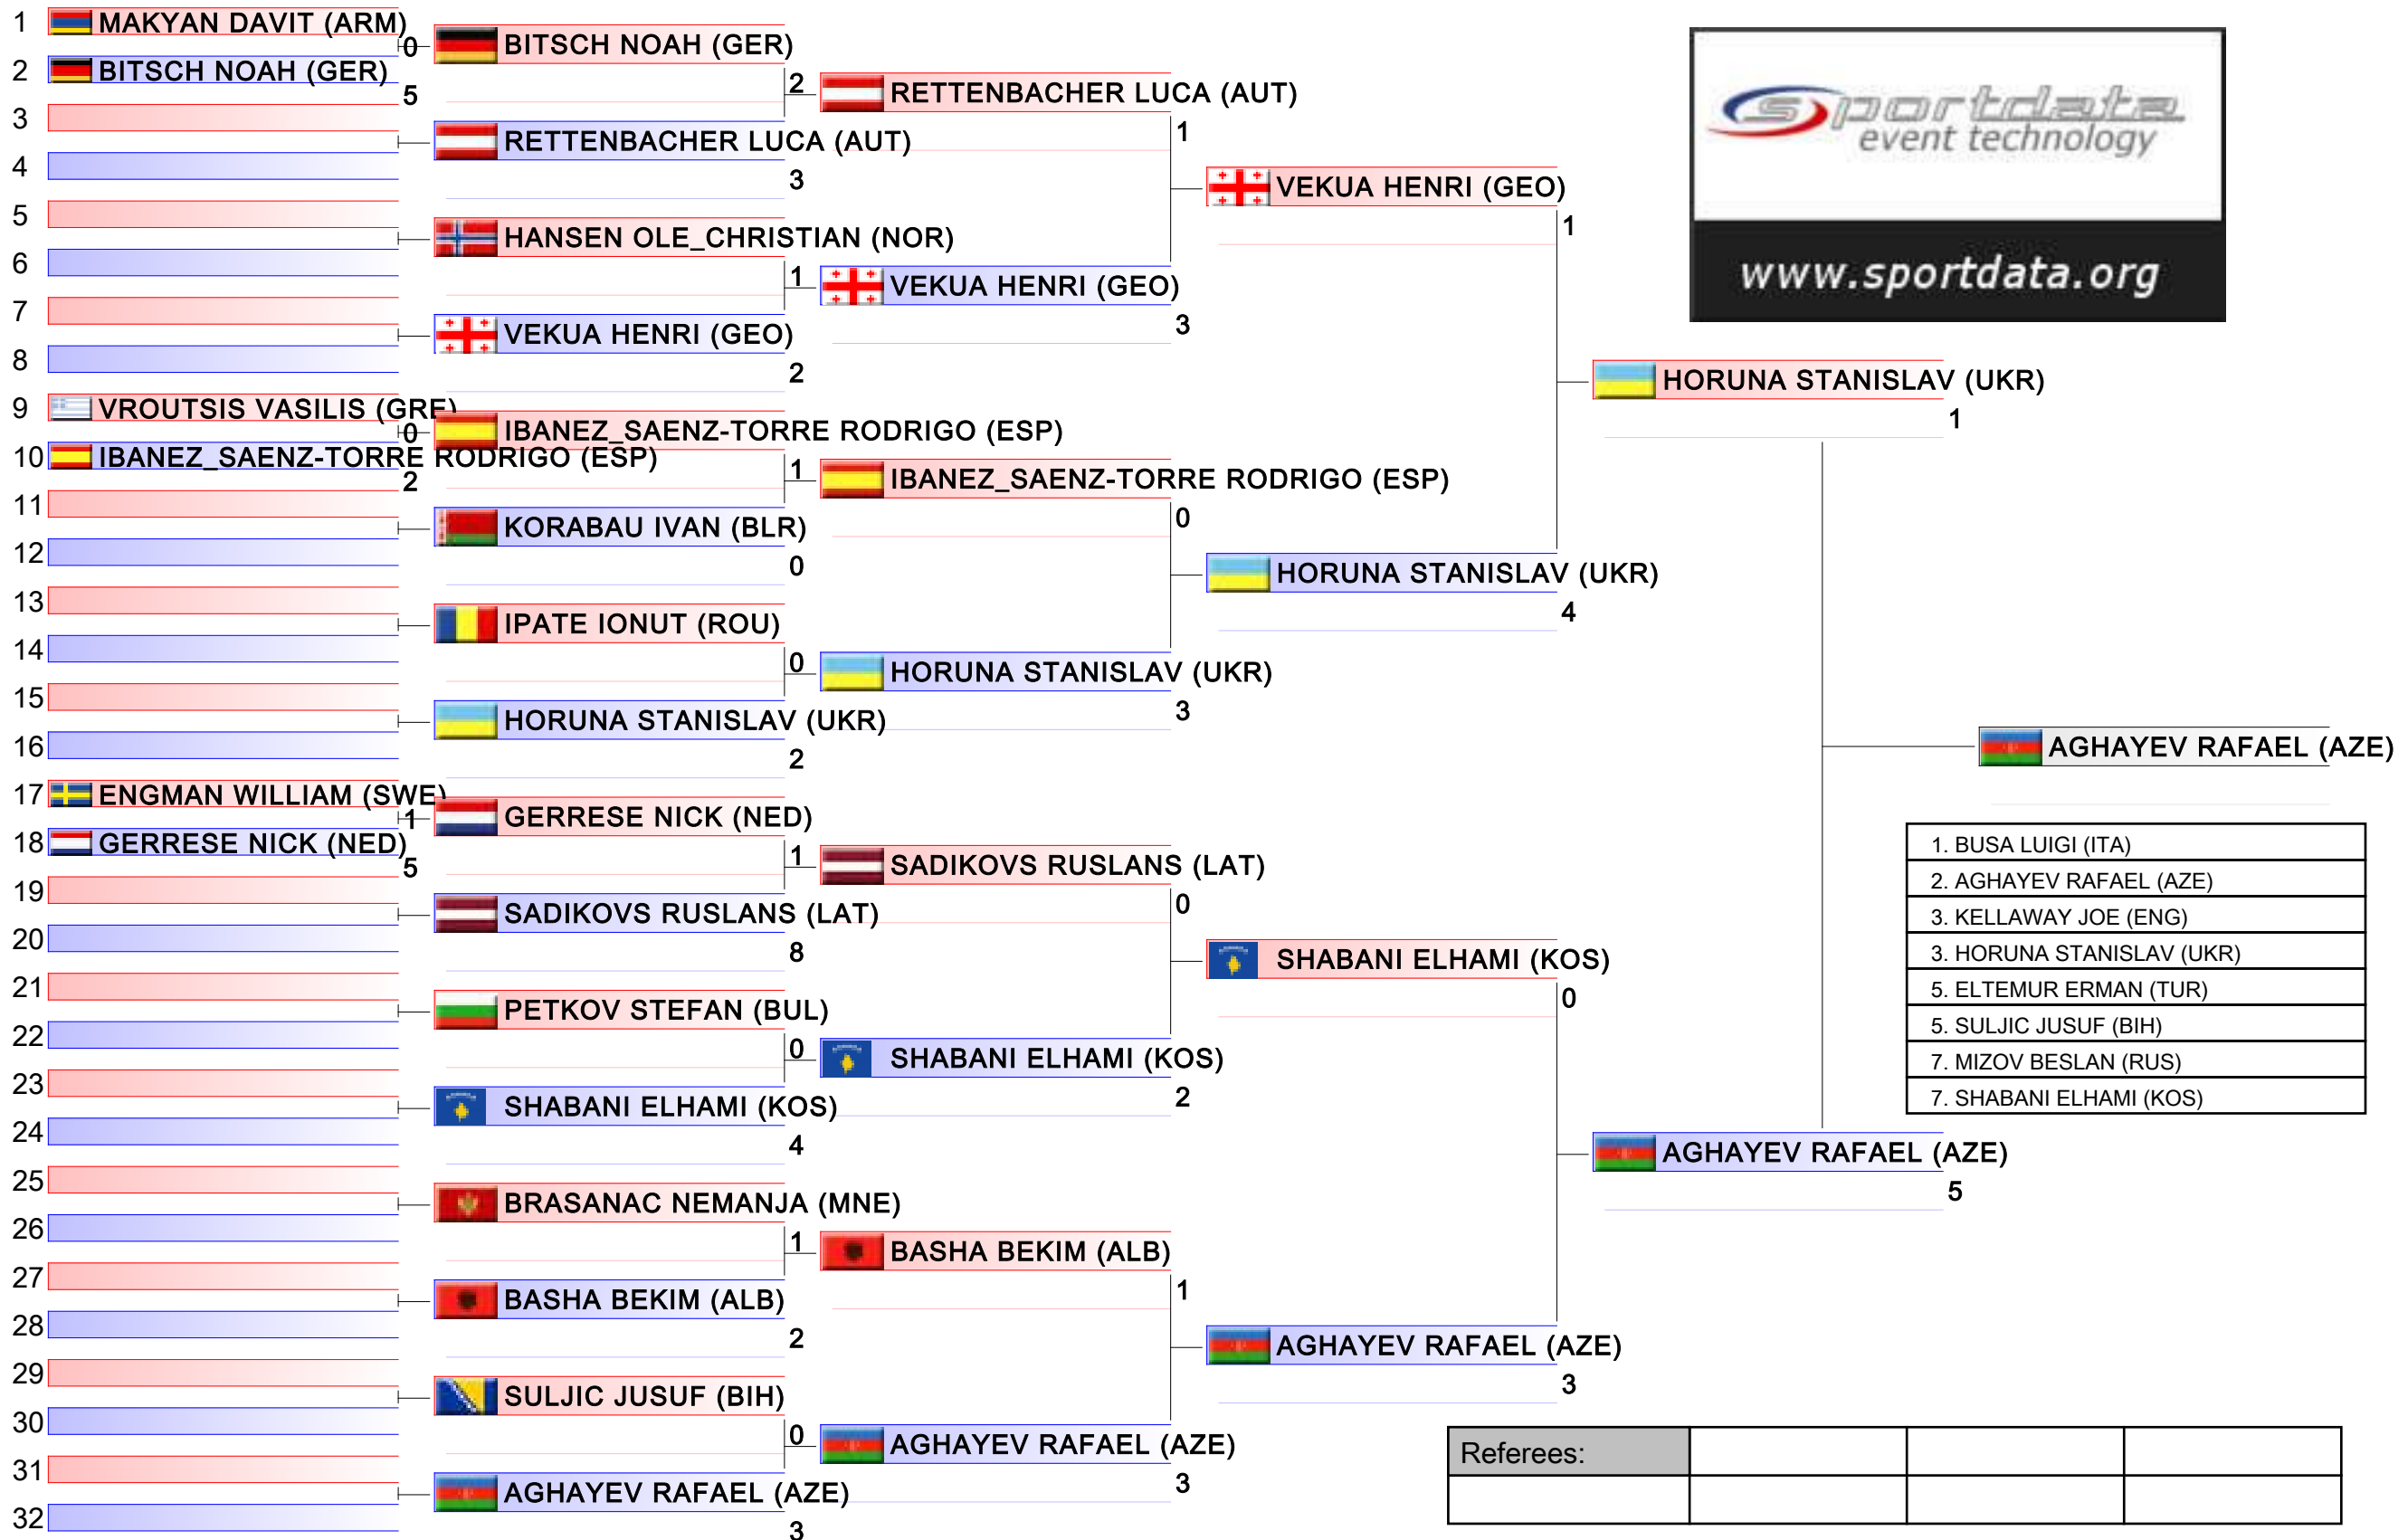 1 MAKYAN DAVIT (ARM)
0 BITSCH NOAH (GER)
2 BITSCH NOAH (GER)
5
2 RETTENBACHER LUCA (AUT)
3
1
4 RETTENBACHER LUCA (AUT)
3
VEKUA HENRI (GEO)
1
5
HANSEN OLE_CHRISTIAN (NOR)
6
1 VEKUA HENRI (GEO)
3
7
VEKUA HENRI (GEO)
2
8
HORUNA STANISLAV (UKR)
1
9 VROUTSIS VASILIS (GRE)
0 IBANEZ_SAENZ-TORRE RODRIGO (ESP)
10 IBANEZ_SAENZ-TORRE RODRIGO (ESP)
2
1 IBANEZ_SAENZ-TORRE RODRIGO (ESP)
0
11
KORABAU IVAN (BLR)
0
12
HORUNA STANISLAV (UKR)
4
13
IPATE IONUT (ROU)
14
0 HORUNA STANISLAV (UKR)
3
15
HORUNA STANISLAV (UKR)
2
16
AGHAYEV RAFAEL (AZE)
17 ENGMAN WILLIAM (SWE)
1 GERRESE NICK (NED)
18 GERRESE NICK (NED)
5
1 SADIKOVS RUSLANS (LAT)
0
19
SADIKOVS RUSLANS (LAT)
8
20
SHABANI ELHAMI (KOS)
0
21
PETKOV STEFAN (BUL)
22
0 SHABANI ELHAMI (KOS)
2
23
SHABANI ELHAMI (KOS)
4
24
AGHAYEV RAFAEL (AZE)
5
25
BRASANAC NEMANJA (MNE)
26
1 BASHA BEKIM (ALB)
1
27
BASHA BEKIM (ALB)
2
28
AGHAYEV RAFAEL (AZE)
3
29
SULJIC JUSUF (BIH)
30
0 AGHAYEV RAFAEL (AZE)
3
31
AGHAYEV RAFAEL (AZE)
3
32
sportdata
event technology
www.sportdata.org
1. BUSA LUIGI (ITA)
2. AGHAYEV RAFAEL (AZE)
3. KELLAWAY JOE (ENG)
3. HORUNA STANISLAV (UKR)
5. ELTEMUR ERMAN (TUR)
5. SULJIC JUSUF (BIH)
7. MIZOV BESLAN (RUS)
7. SHABANI ELHAMI (KOS)
Referees: